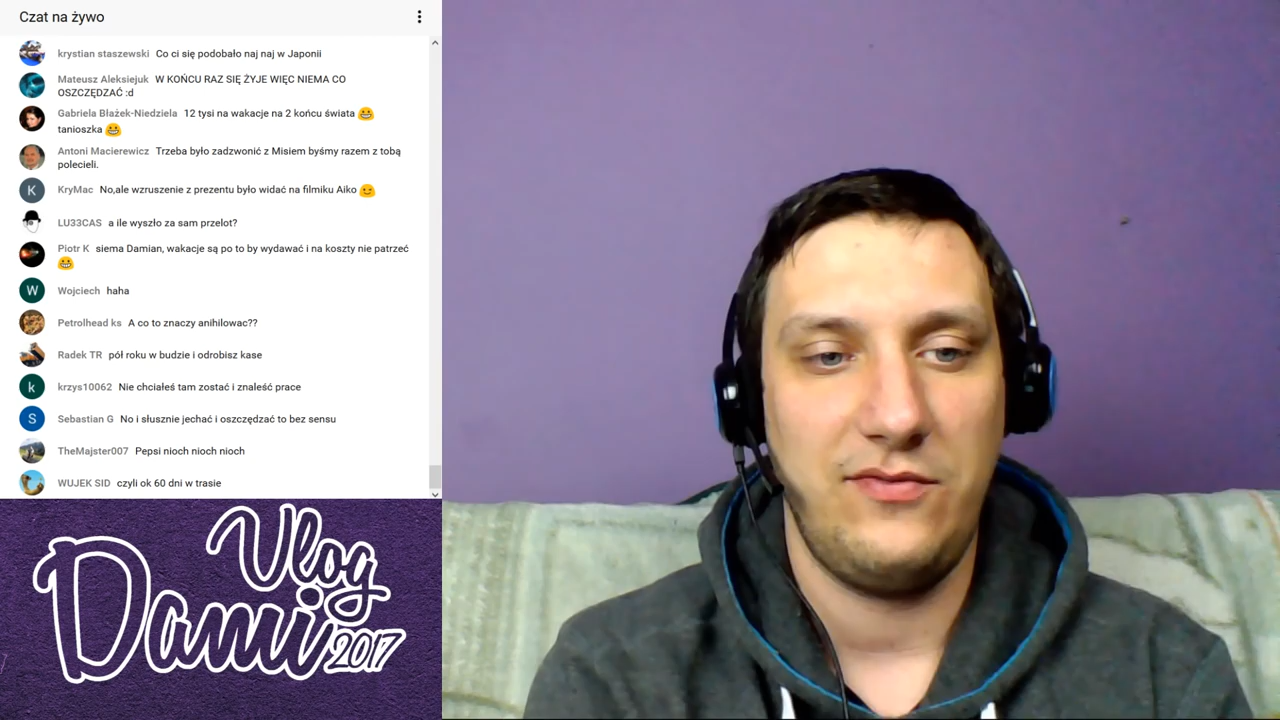 Czat na żywo
krystian staszewski Co ci się podobało naj naj w Japonii
Mateusz Aleksiejuk W KOŃCU RAZ SIĘ ŻYJE WIĘC NIEMA CO
OSZCZĘDZAĆ :d
Gabriela Błażek-Niedziela 12 tysi na wakacje na 2 końcu świata 😁
tanioszka 😁
Antoni Macierewicz Trzeba było zadzwonić z Misiem byśmy razem z tobą
polecieli.
K KryMac No,ale wzruszenie z prezentu było widać na filmiku Aiko 😉
LU33CAS a ile wyszło za sam przelot?
Piotr K siema Damian, wakacje są po to by wydawać i na koszty nie patrzeć
😁
W Wojciech haha
Petrolhead ks A co to znaczy anihilowac??
Radek TR pół roku w budzie i odrobisz kase
k krzys10062 Nie chciałeś tam zostać i znaleść prace
S Sebastian G No i słusznie jechać i oszczędzać to bez sensu
TheMajster007 Pepsi nioch nioch nioch
WUJEK SID czyli ok 60 dni w trasie
Vlog
Dami
2017